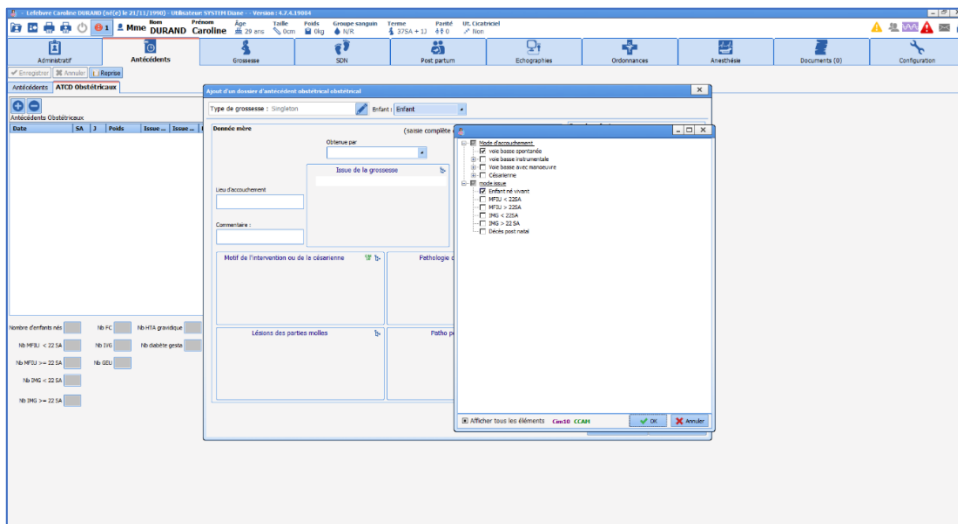 Lefebvre Caroline DURAND (né(e) le 21/11/1990) - Utilisateur SYSTEM Diane - Version : 4.7.4.19004
1 Mme Nom DURAND Prénom Caroline Âge 29 ans Taille 0cm Poids 0kg Groupe sanguin N/R Terme 37SA + 1J Parité 0 Ut. Cicatriciel Non
Administratif Antécédents Grossesse SDN Post partum Echographies Ordonnances Anesthésie Documents (0) Configuration
Enregistrer Annuler Reprise
Antécédents ATCD Obstétricaux
Antécédents Obstétricaux
Date SA J Poids Issue ... Issue ...
Nombre d'enfants nés Nb FC Nb HTA gravidique
Nb MFIU < 22 SA Nb IVG Nb diabète gesta
Nb MFIU >= 22 SA Nb GEU
Nb IMG < 22 SA
Nb IMG >= 22 SA
Ajout d'un dossier d'antécédent obstétrical obstétrical
Type de grossesse : Singleton Enfant : Enfant
Donnée mère (saisie complète
Obtenue par
Issue de la grossesse
Lieu d'accouchement
Commentaire :
Motif de l'intervention ou de la césarienne Pathologie
Lésions des parties molles Patho
Mode d'accouchement
voie basse spontanée
voie basse instrumentale
Voie basse avec manoeuvre
Césarienne
mode issue
Enfant né vivant
MFIU < 22SA
MFIU > 22SA
IMG < 22SA
IMG > 22 SA
Décès post natal
Afficher tous les éléments Cim10 CCAM OK Annuler